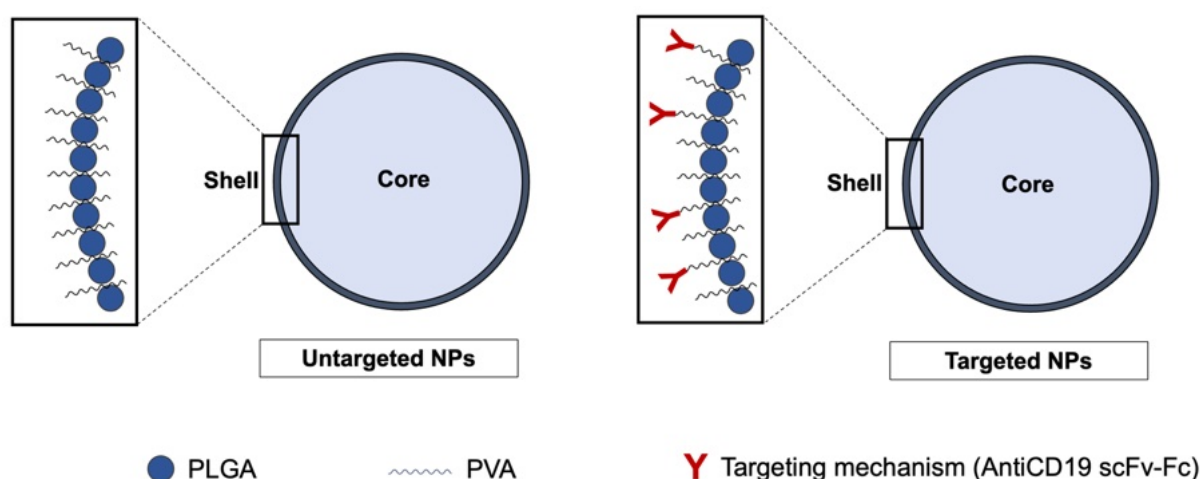 Shell
Core
Untargeted NPs
Shell
Core
Targeted NPs
PLGA
PVA
Targeting mechanism (AntiCD19 scFv-Fc)